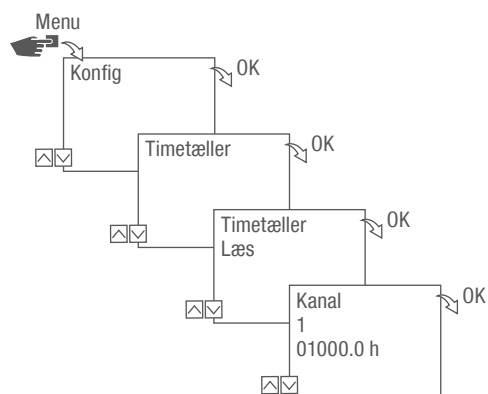 Menu
Konfig
OK
Timetæller
OK
Timetæller
Læs
OK
Kanal
1
01000.0 h
OK